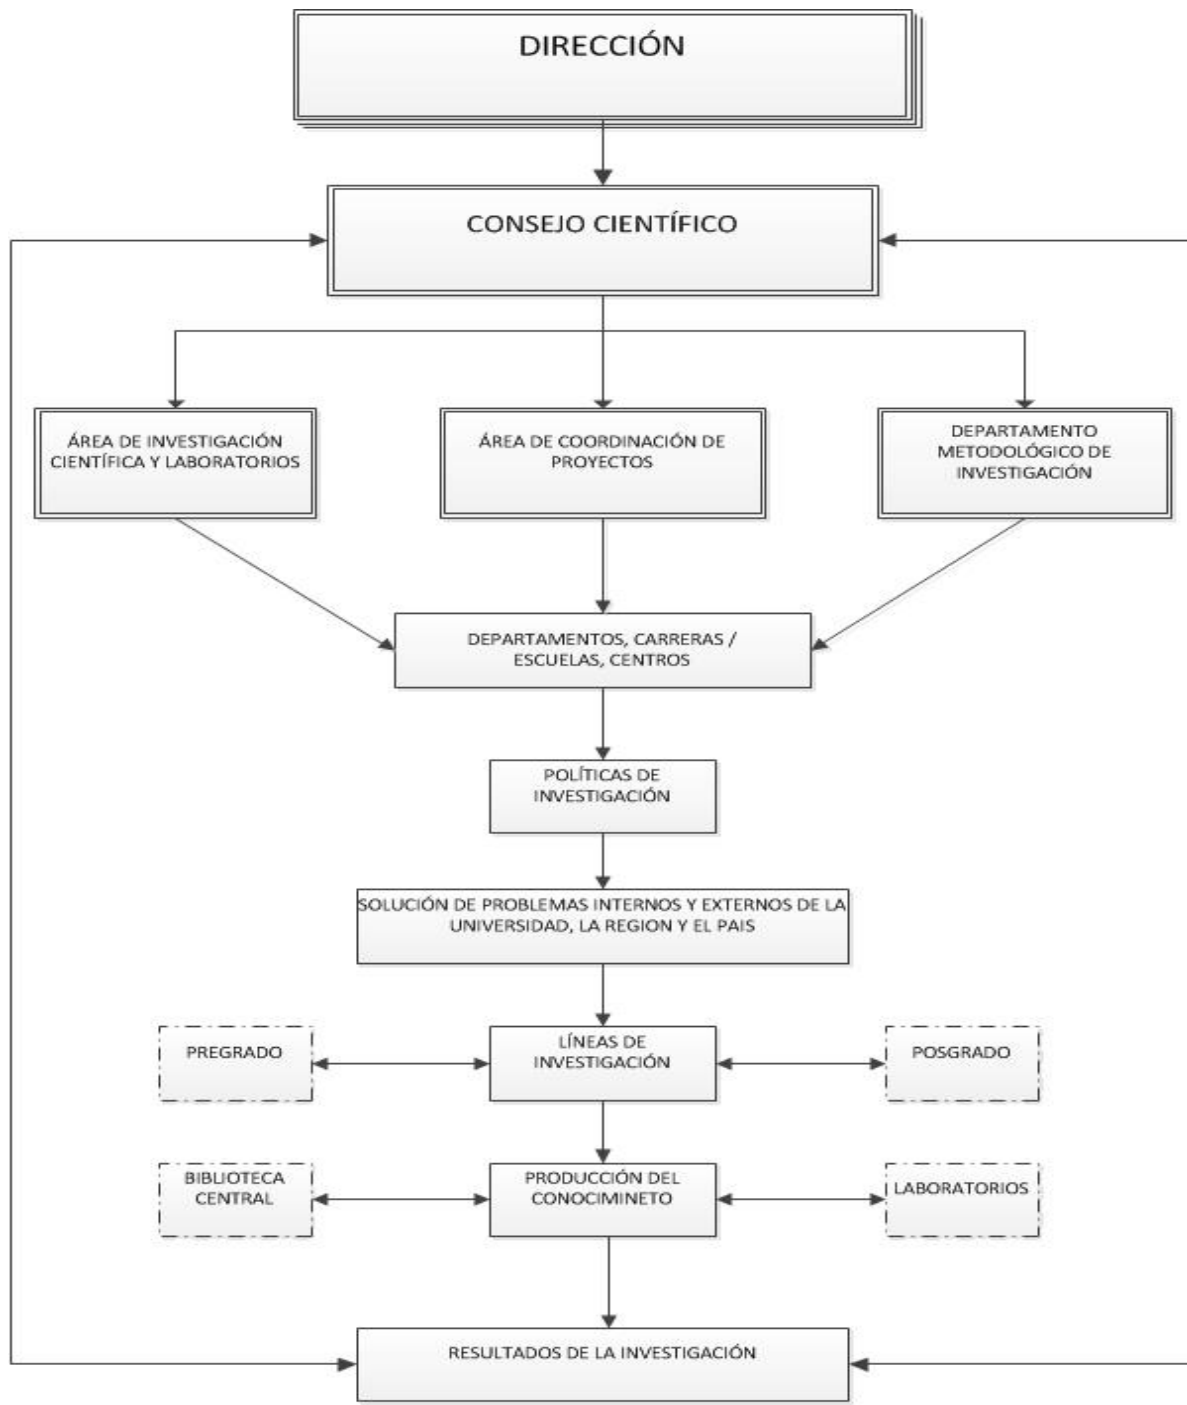 DIRECCIÓN
CONSEJO CIENTÍFICO
ÁREA DE INVESTIGACIÓN
CIENTÍFICA Y LABORATORIOS
ÁREA DE COORDINACIÓN DE
PROYECTOS
DEPARTAMENTO
METODOLÓGICO DE
INVESTIGACIÓN
DEPARTAMENTOS, CARRERAS /
ESCUELAS, CENTROS
POLÍTICAS DE
INVESTIGACIÓN
SOLUCIÓN DE PROBLEMAS INTERNOS Y EXTERNOS DE LA
UNIVERSIDAD, LA REGION Y EL PAIS
PREGRADO
LÍNEAS DE
INVESTIGACIÓN
POSGRADO
BIBLIOTECA
CENTRAL
PRODUCCIÓN DEL
CONOCIMINETO
LABORATORIOS
RESULTADOS DE LA INVESTIGACIÓN